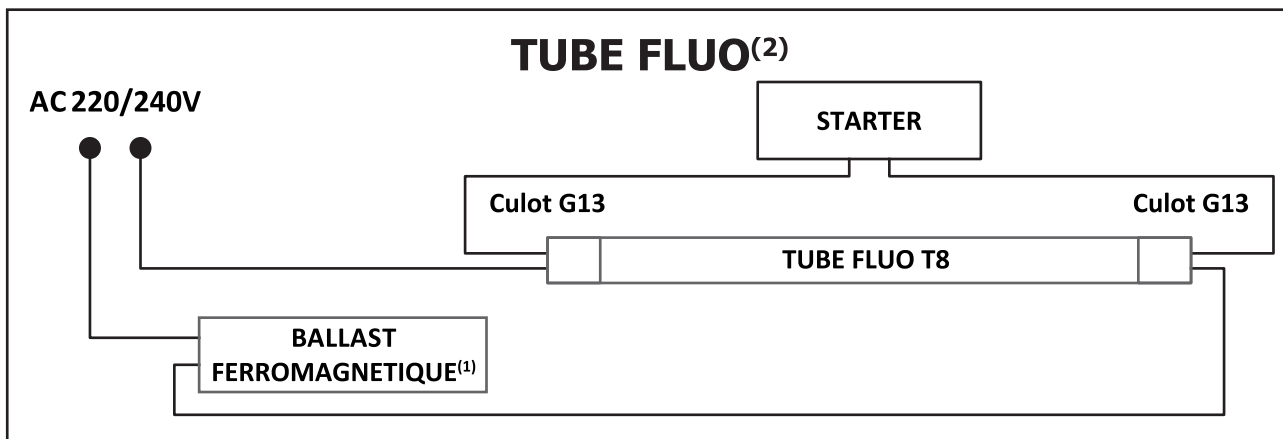 TUBE FLUO(2)
AC 220/240V
STARTER
Culot G13
Culot G13
TUBE FLUO T8
BALLAST
FERROMAGNETIQUE(1)